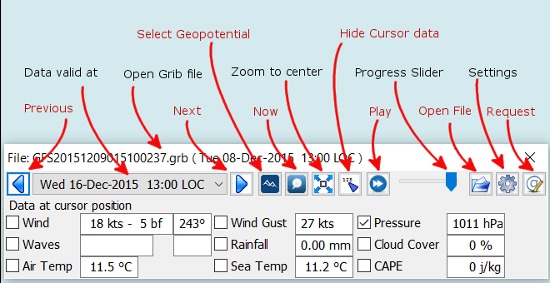 Select Geopotential
Hide Cursor data
Data valid at
Open Grib file
Zoom to center
Progress Slider
Settings
Previous
Next
Now
Play
Open File
Request
File: GFS20151209015100237.grb ( Tue 08-Dec-2015 13:00 LOC )
Wed 16-Dec-2015 13:00 LOC
123
Data at cursor position
Wind 18 kts - 5 bf 243° Wind Gust 27 kts Pressure 1011 hPa
Waves Rainfall 0.00 mm Cloud Cover 0 %
Air Temp 11.5 °C Sea Temp 11.2 °C CAPE 0 j/kg